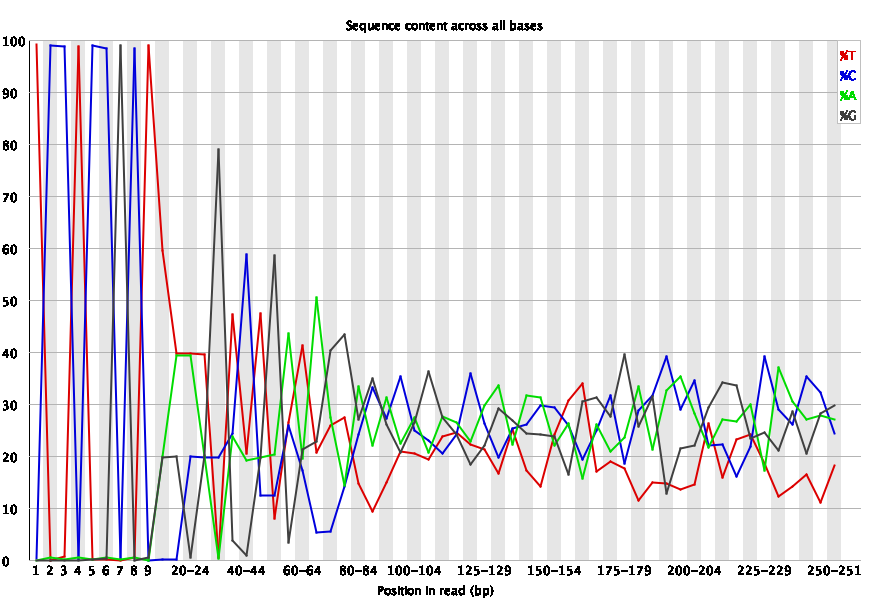 Sequence content across all bases
%T
%C
%A
%G
100
90
80
70
60
50
40
30
20
10
0
1 2 3 4 5 6 7 8 9 20-24 40-44 60-64 80-84 100-104 125-129 150-154 175-179 200-204 225-229 250-251
Position in read (bp)